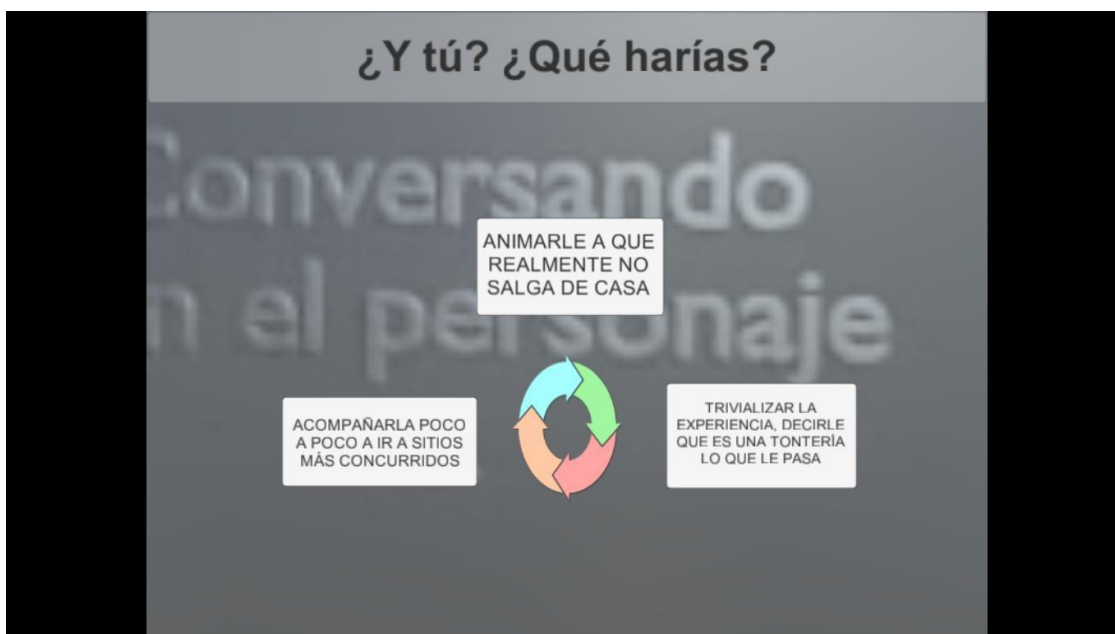 ¿Y tú? ¿Qué harías?
Conversando
n el personaje
ANIMARLE A QUE
REALMENTE NO
SALGA DE CASA
ACOMPAÑARLA POCO
A POCO A IR A SITIOS
MÁS CONCURRIDOS
TRIVIALIZAR LA
EXPERIENCIA, DECIRLE
QUE ES UNA TONTERÍA
LO QUE LE PASA